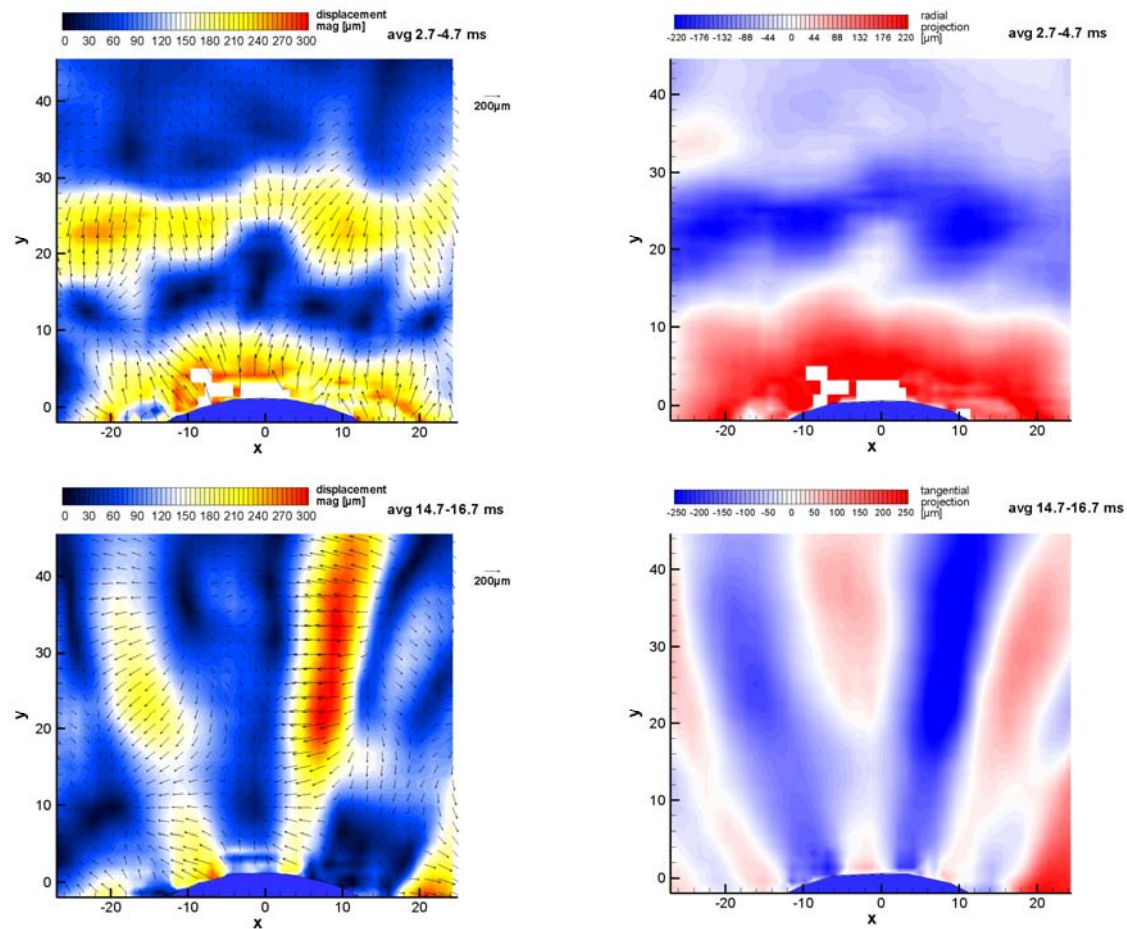 displacement
mag [µm]
0 30 60 90 120 150 180 210 240 270 300
avg 2.7-4.7 ms
radial
projection
[µm]
-220 -176 -132 -88 -44 0 44 88 132 176 220
avg 2.7-4.7 ms
200µm
y
40
30
20
10
0
-20 -10 0 10 20
x
y
40
30
20
10
0
-20 -10 0 10 20
x
displacement
mag [µm]
0 30 60 90 120 150 180 210 240 270 300
avg 14.7-16.7 ms
tangential
projection
[µm]
-250 -200 -150 -100 -50 0 50 100 150 200 250
avg 14.7-16.7 ms
200µm
y
40
30
20
10
0
-20 -10 0 10 20
x
y
40
30
20
10
0
-20 -10 0 10 20
x